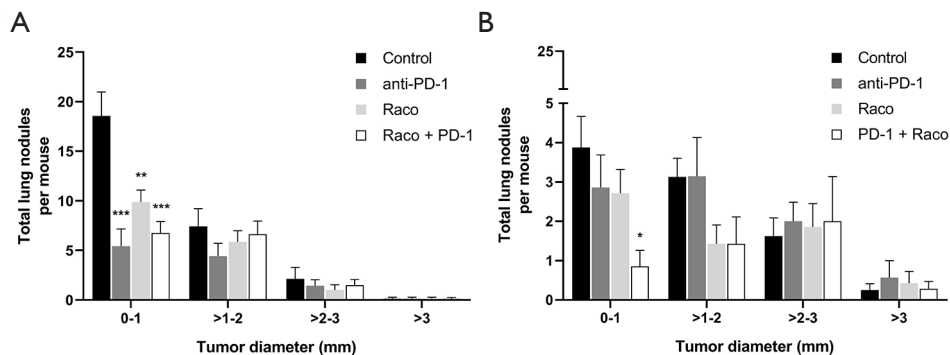 A
Total lung nodules
per mouse
25
20
15
10
5
0
***
**
***
Control
anti-PD-1
Raco
Raco + PD-1
0-1
>1-2
>2-3
>3
Tumor diameter (mm)
B
Total lung nodules
per mouse
25
5
4
3
2
1
0
*
Control
anti-PD-1
Raco
PD-1 + Raco
0-1
>1-2
>2-3
>3
Tumor diameter (mm)